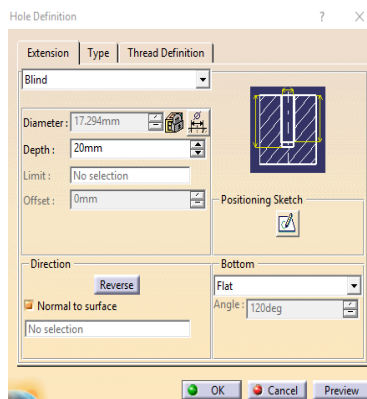 Hole Definition ? ×
Extension Type Thread Definition
Blind
Diameter : 17.294mm
Depth : 20mm
Limit : No selection
Offset : 0mm
Positioning Sketch
Direction
Reverse
Normal to surface
No selection
Bottom
Flat
Angle : 120deg
OK Cancel Preview